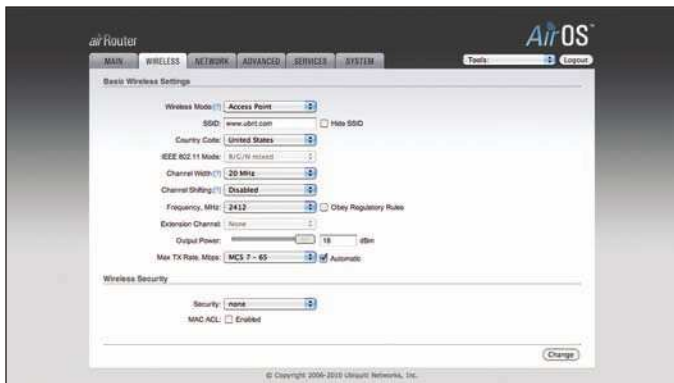 airRouter
AirOS™
MAIN WIRELESS NETWORK ADVANCED SERVICES SYSTEM Tools: Logout
Basic Wireless Settings
Wireless Mode:[?] Access Point
SSID: www.ubnt.com Hide SSID
Country Code: United States
IEEE 802.11 Mode: B/G/N mixed
Channel Width:[?] 20 MHz
Channel Shifting:[?] Disabled
Frequency, MHz: 2412 Obey Regulatory Rules
Extension Channel: None
Output Power: 18 dBm
Max TX Rate, Mbps: MCS 7 - 65 Automatic
Wireless Security
Security: none
MAC ACL: Enabled
Change
© Copyright 2006-2010 Ubiquiti Networks, Inc.